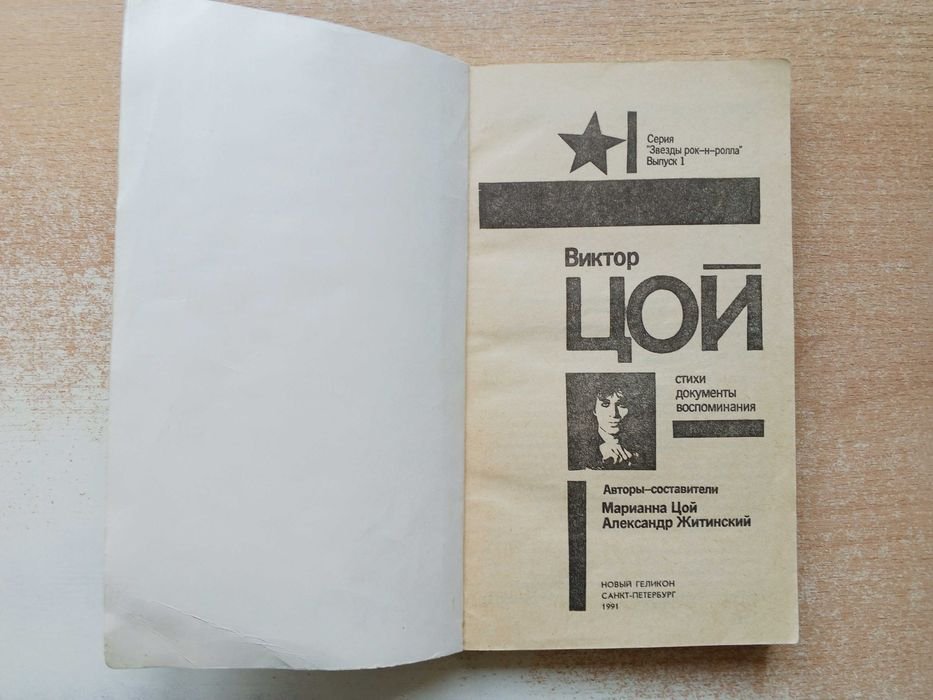 Серия
"Звезды рок-н-ролла"
Выпуск 1
Виктор
ЦОЙ
стихи
документы
воспоминания
Авторы-составители
Марианна Цой
Александр Житинский
НОВЫЙ ГЕЛИКОН
САНКТ-ПЕТЕРБУРГ
1991